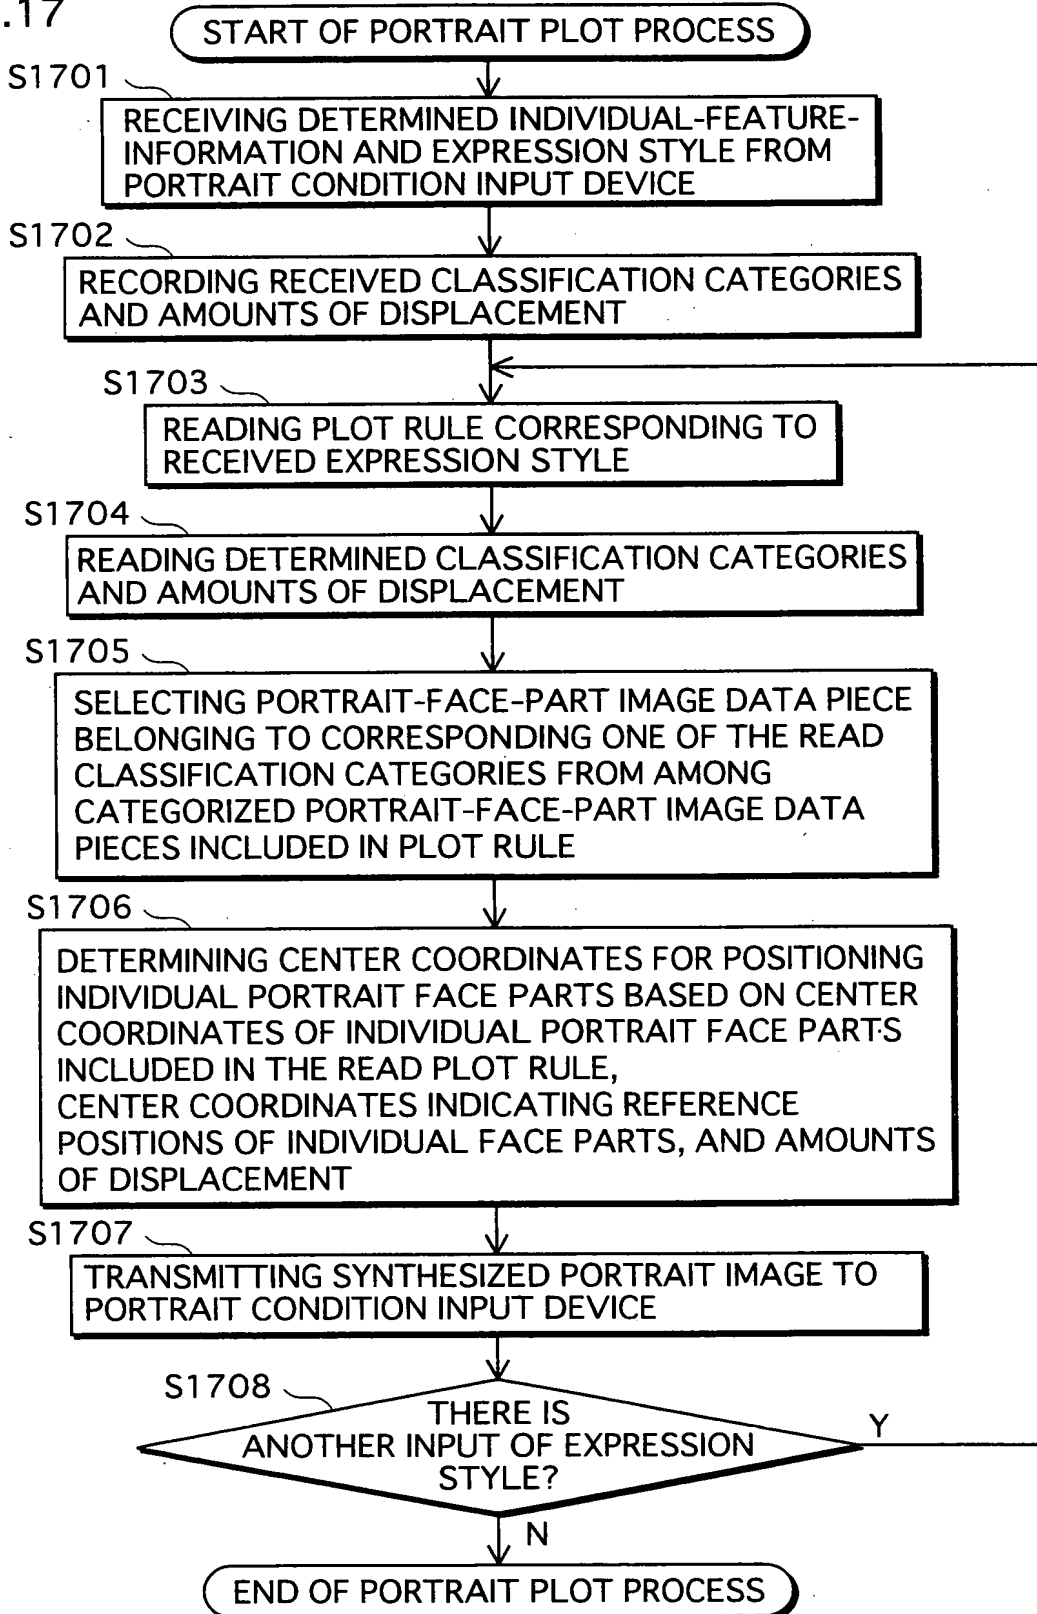 .17
START OF PORTRAIT PLOT PROCESS
S1701
RECEIVING DETERMINED INDIVIDUAL-FEATURE-
INFORMATION AND EXPRESSION STYLE FROM
PORTRAIT CONDITION INPUT DEVICE
S1702
RECORDING RECEIVED CLASSIFICATION CATEGORIES
AND AMOUNTS OF DISPLACEMENT
S1703
READING PLOT RULE CORRESPONDING TO
RECEIVED EXPRESSION STYLE
S1704
READING DETERMINED CLASSIFICATION CATEGORIES
AND AMOUNTS OF DISPLACEMENT
S1705
SELECTING PORTRAIT-FACE-PART IMAGE DATA PIECE
BELONGING TO CORRESPONDING ONE OF THE READ
CLASSIFICATION CATEGORIES FROM AMONG
CATEGORIZED PORTRAIT-FACE-PART IMAGE DATA
PIECES INCLUDED IN PLOT RULE
S1706
DETERMINING CENTER COORDINATES FOR POSITIONING
INDIVIDUAL PORTRAIT FACE PARTS BASED ON CENTER
COORDINATES OF INDIVIDUAL PORTRAIT FACE PARTS
INCLUDED IN THE READ PLOT RULE,
CENTER COORDINATES INDICATING REFERENCE
POSITIONS OF INDIVIDUAL FACE PARTS, AND AMOUNTS
OF DISPLACEMENT
S1707
TRANSMITTING SYNTHESIZED PORTRAIT IMAGE TO
PORTRAIT CONDITION INPUT DEVICE
S1708
THERE IS
ANOTHER INPUT OF EXPRESSION
STYLE?
Y
N
END OF PORTRAIT PLOT PROCESS